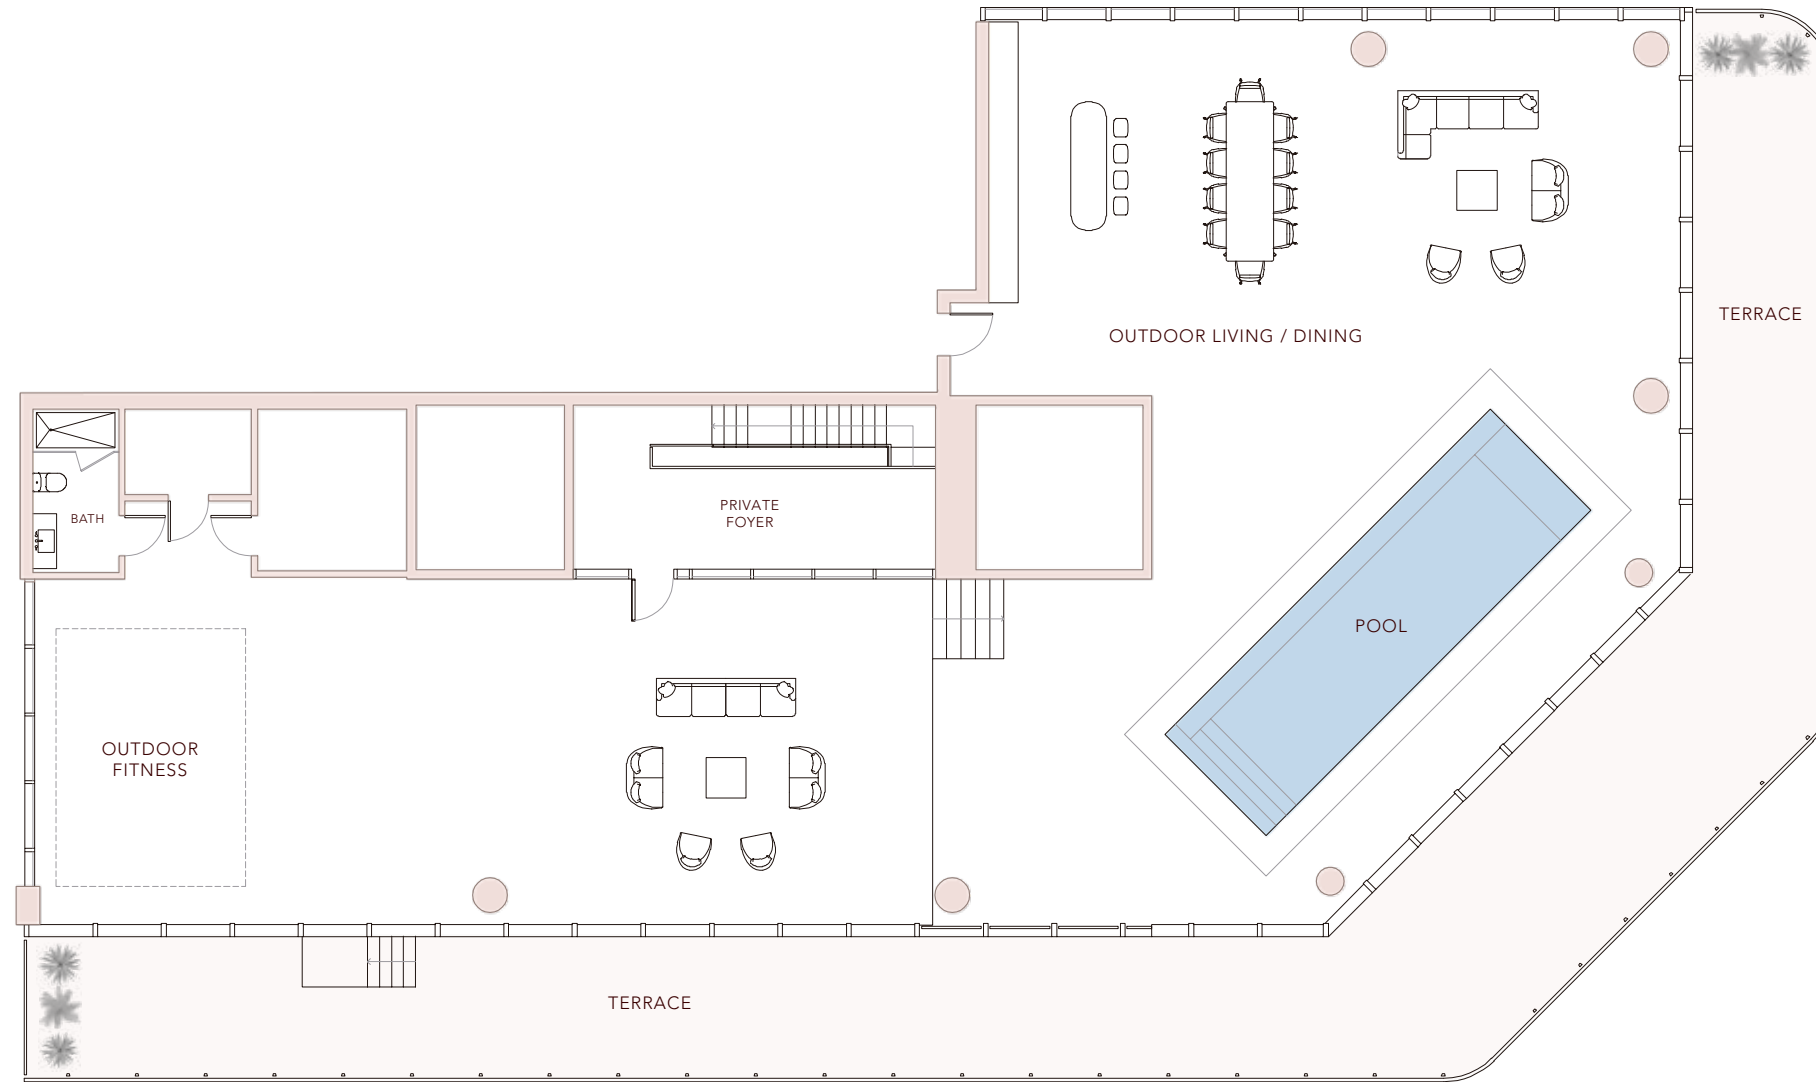 TERRACE
OUTDOOR LIVING / DINING
PRIVATE
FOYER
BATH
POOL
OUTDOOR
FITNESS
TERRACE